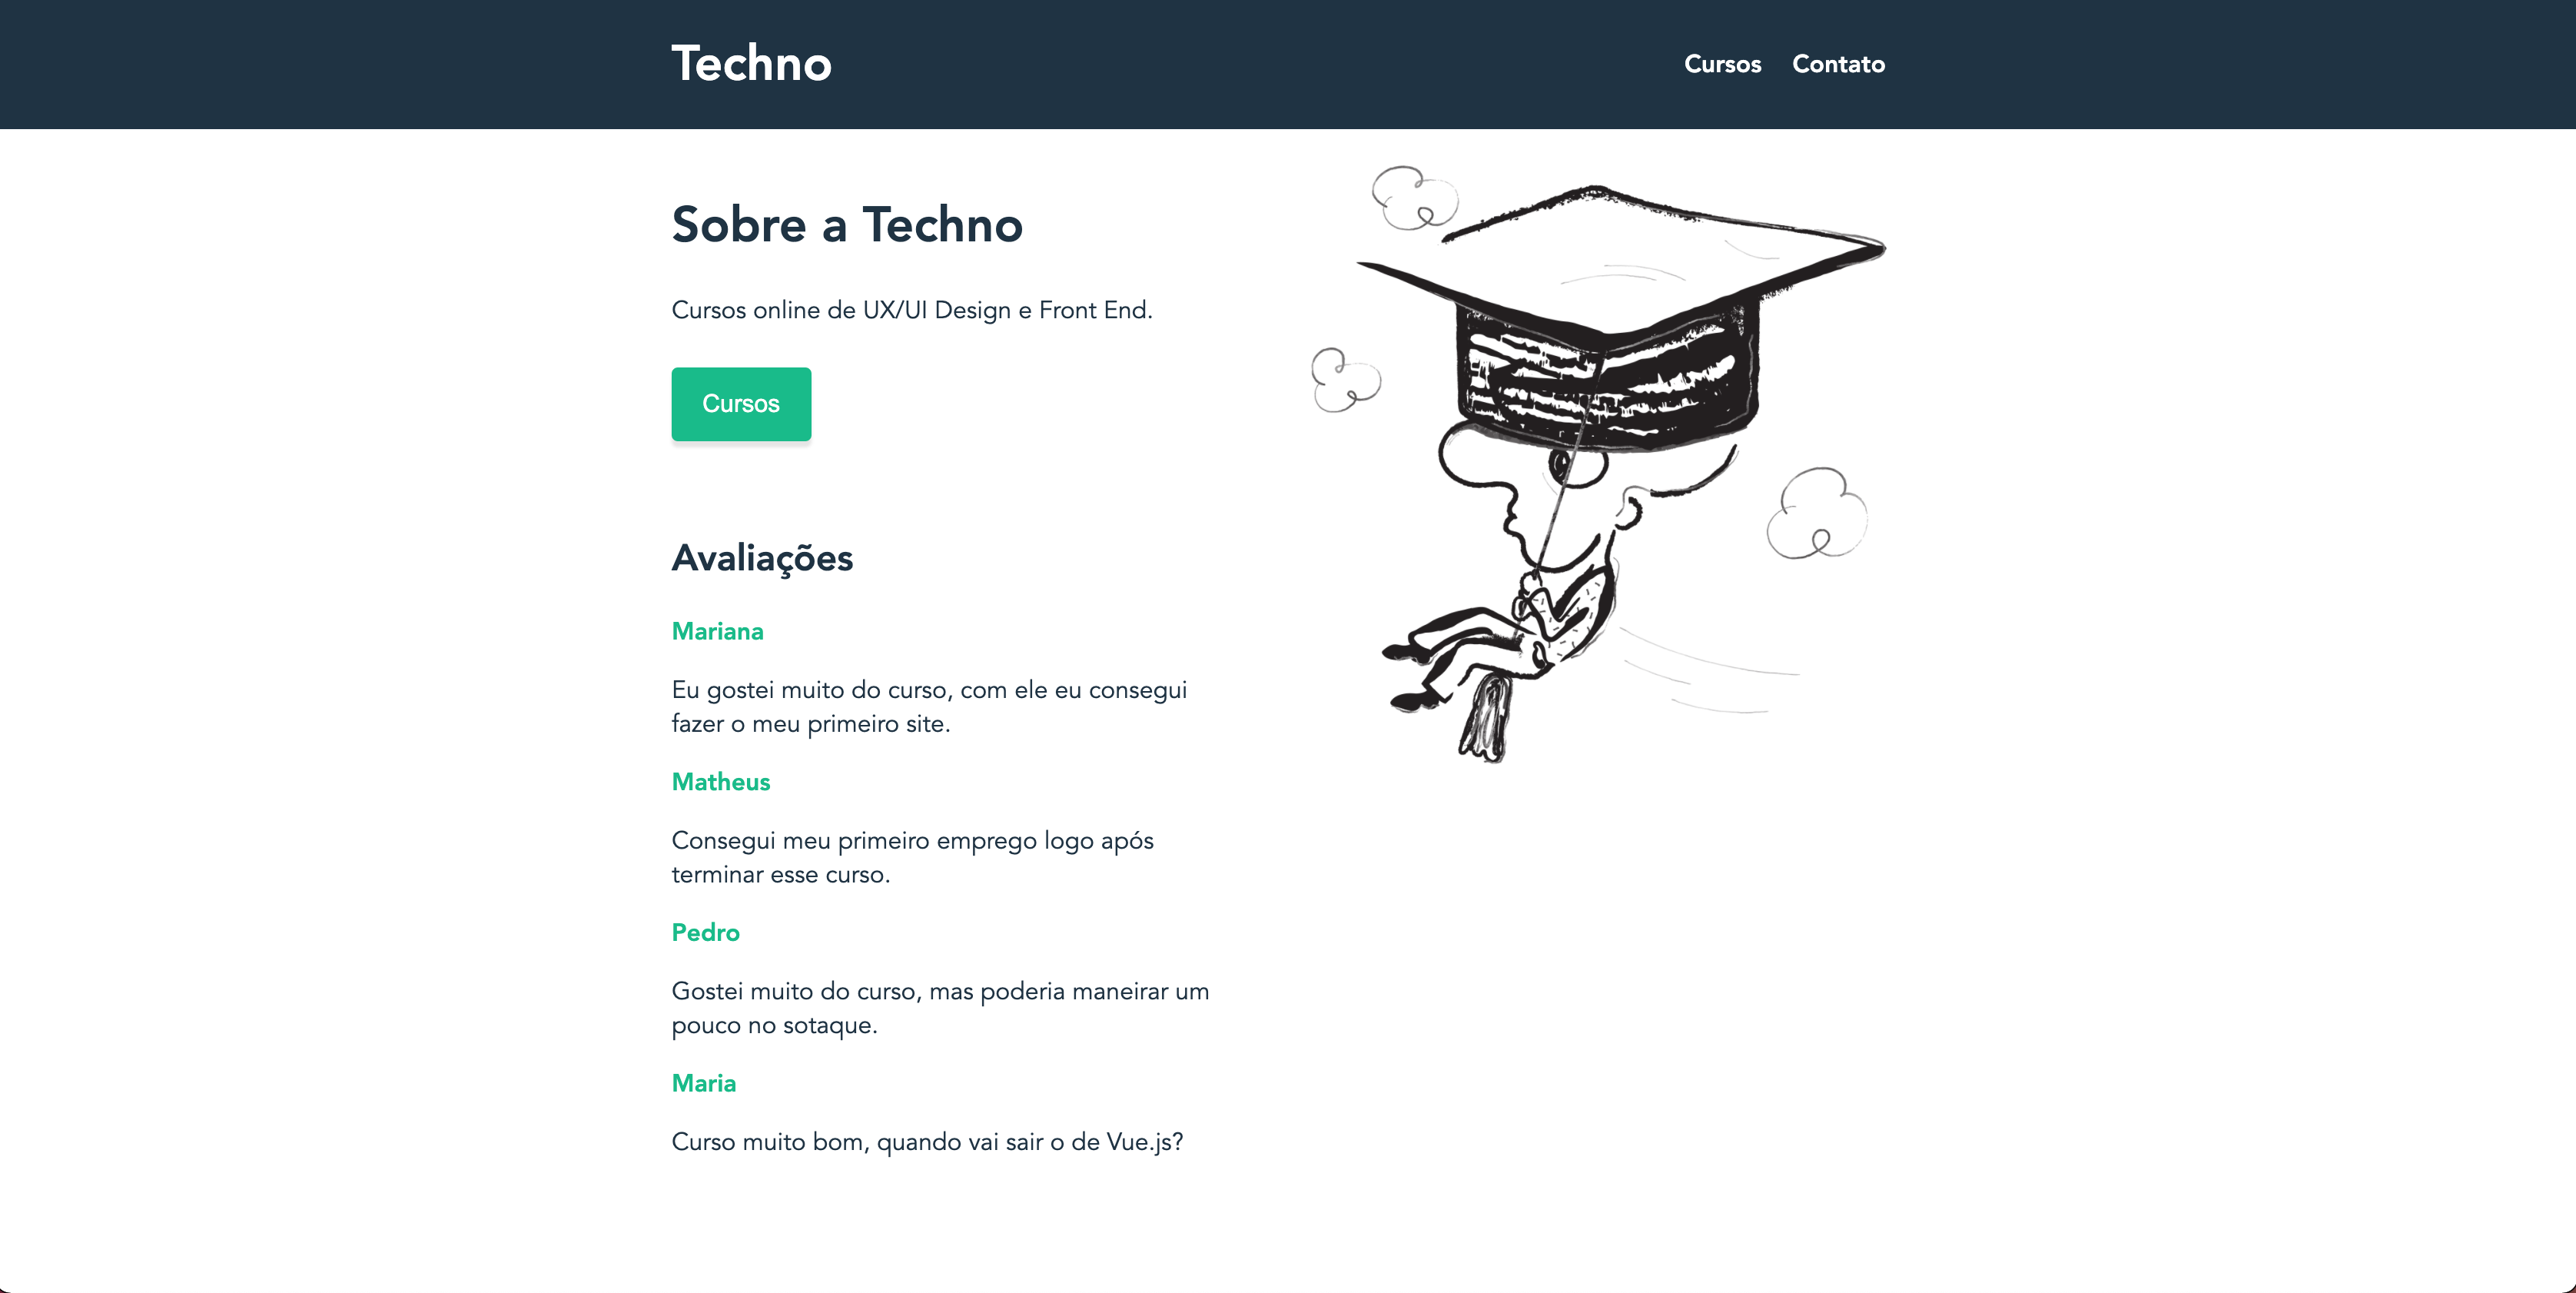 Techno
Cursos
Contato
Sobre a Techno
Cursos online de UX/UI Design e Front End.
Cursos
Avaliações
Mariana
Eu gostei muito do curso, com ele eu consegui
fazer o meu primeiro site.
Matheus
Consegui meu primeiro emprego logo após
terminar esse curso.
Pedro
Gostei muito do curso, mas poderia maneirar um
pouco no sotaque.
Maria
Curso muito bom, quando vai sair o de Vue.js?